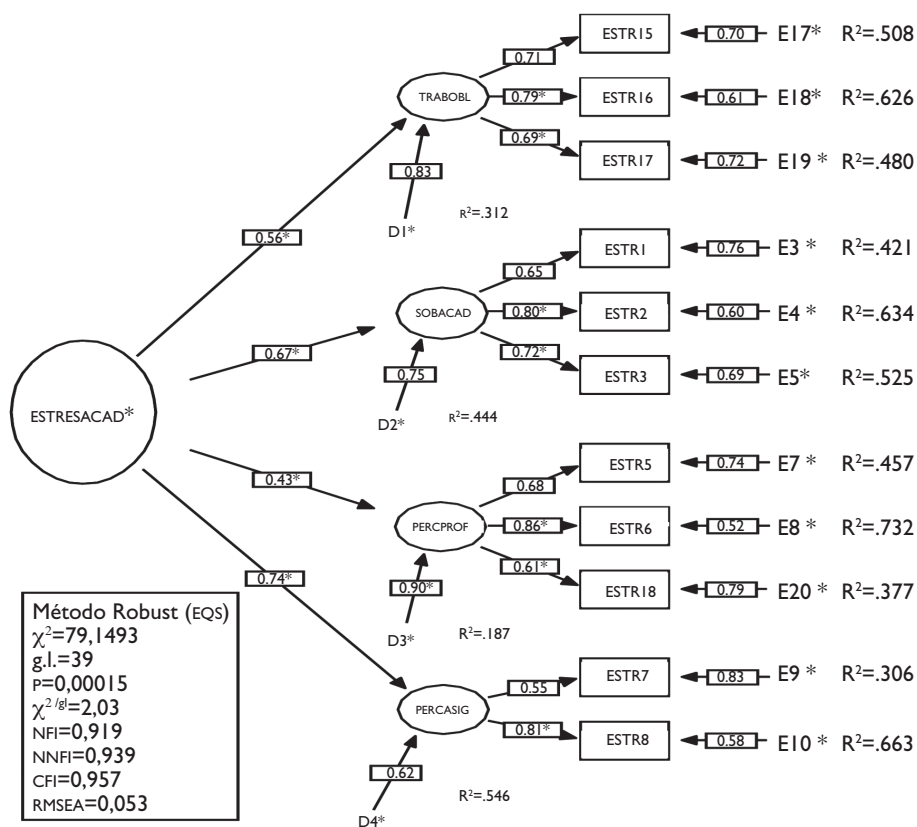 ESTR15 0.70 E17* R²=.508
0.71
TRABOBL 0.79* ESTR16 0.61 E18* R²=.626
0.69* ESTR17 0.72 E19 * R²=.480
0.83
D1* R²=.312
0.56*
ESTR1 0.76 E3 * R²=.421
0.65
SOBACAD 0.80* ESTR2 0.60 E4 * R²=.634
0.67* 0.72* ESTR3 0.69 E5* R²=.525
0.75
D2* R²=.444
ESTRESACAD*
ESTR5 0.74 E7 * R²=.457
0.43* 0.68
PERCPROF 0.86* ESTR6 0.52 E8 * R²=.732
0.61* ESTR18 0.79 E20 * R²=.377
0.90*
D3* R²=.187
0.74*
ESTR7 0.83 E9 * R²=.306
0.55
PERCASIG 0.81* ESTR8 0.58 E10 * R²=.663
0.62
D4* R²=.546
Método Robust (EQS)
χ²=79,1493
g.l.=39
P=0,00015
χ² /gl=2,03
NFI=0,919
NNFI=0,939
CFI=0,957
RMSEA=0,053